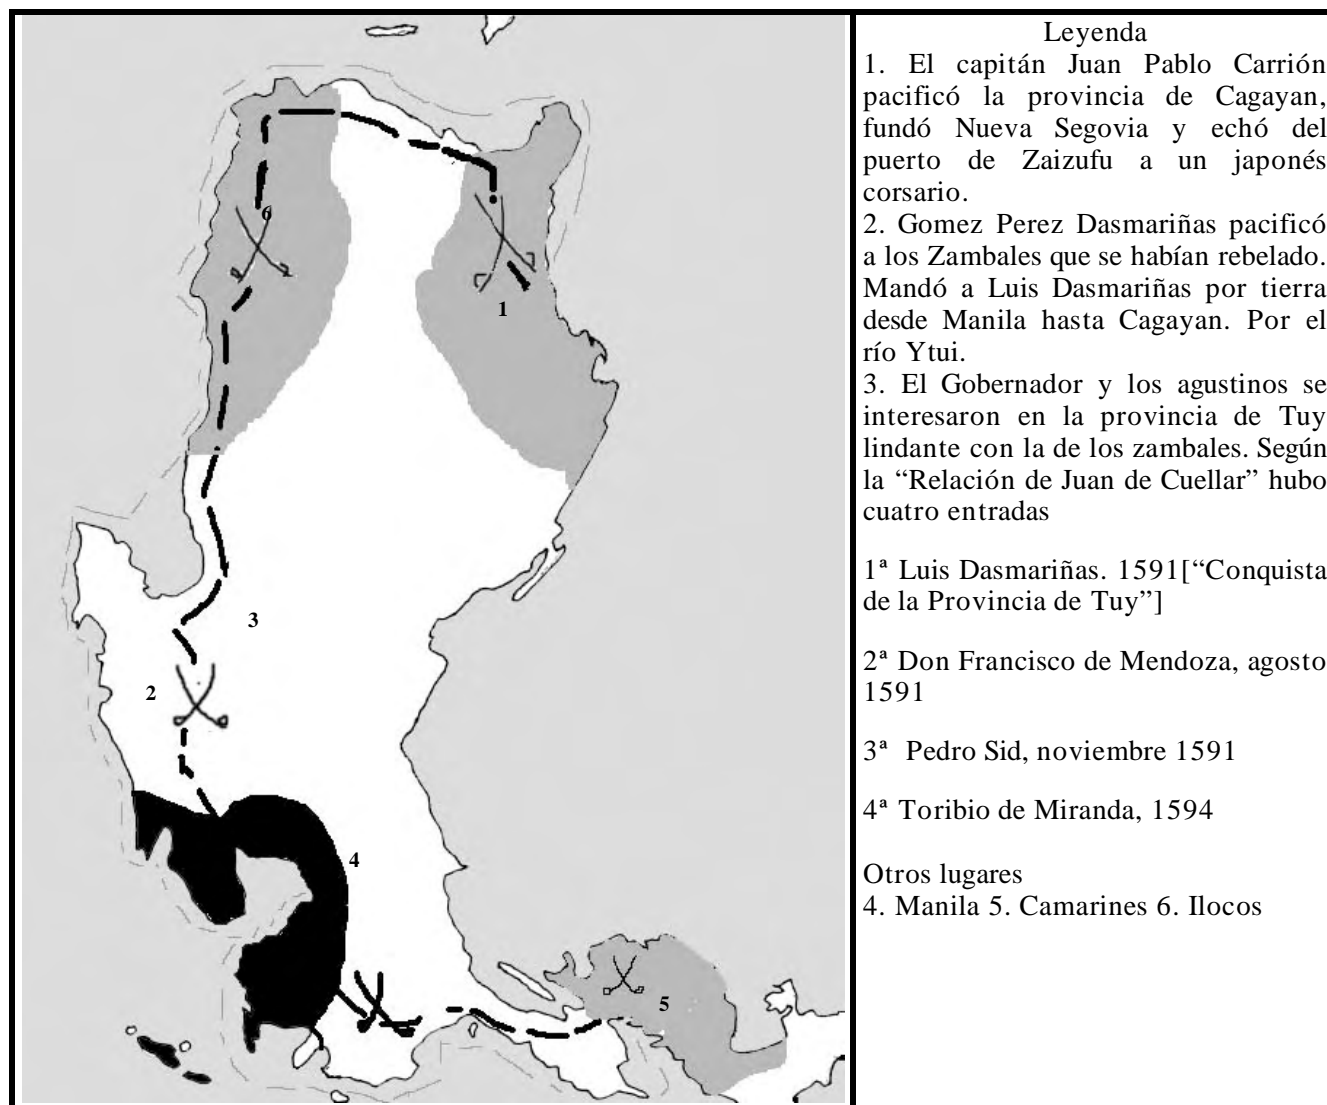 6
1
3
2
4
5
Leyenda
1. El capitán Juan Pablo Carrión
pacificó la provincia de Cagayan,
fundó Nueva Segovia y echó del
puerto de Zaizufu a un japonés
corsario.
2. Gomez Perez Dasmariñas pacificó
a los Zambales que se habían rebelado.
Mandó a Luis Dasmariñas por tierra
desde Manila hasta Cagayan. Por el
río Ytui.
3. El Gobernador y los agustinos se
interesaron en la provincia de Tuy
lindante con la de los zambales. Según
la “Relación de Juan de Cuellar” hubo
cuatro entradas
1ª Luis Dasmariñas. 1591[“Conquista
de la Provincia de Tuy”]
2ª Don Francisco de Mendoza, agosto
1591
3ª Pedro Sid, noviembre 1591
4ª Toribio de Miranda, 1594
Otros lugares
4. Manila 5. Camarines 6. Ilocos